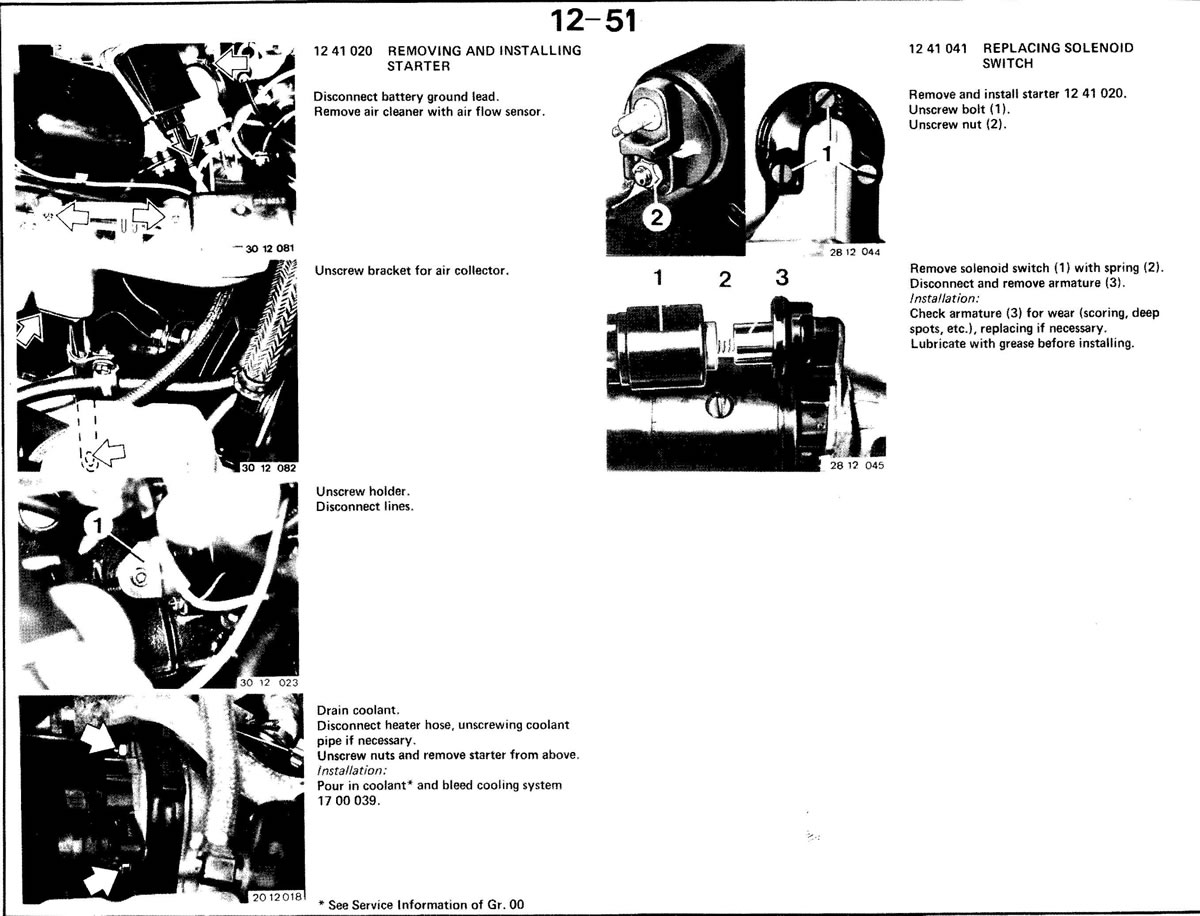 12-51
12 41 020 REMOVING AND INSTALLING
STARTER
Disconnect battery ground lead.
Remove air cleaner with air flow sensor.
30 12 081
Unscrew bracket for air collector.
30 12 082
Unscrew holder.
Disconnect lines.
1
30 12 023
Drain coolant.
Disconnect heater hose, unscrewing coolant
pipe if necessary.
Unscrew nuts and remove starter from above.
Installation:
Pour in coolant* and bleed cooling system
17 00 039.
20 12 018
* See Service Information of Gr. 00
12 41 041 REPLACING SOLENOID
SWITCH
Remove and install starter 12 41 020.
Unscrew bolt (1).
Unscrew nut (2).
1
2
28 12 044
Remove solenoid switch (1) with spring (2).
Disconnect and remove armature (3).
Installation:
Check armature (3) for wear (scoring, deep
spots, etc.), replacing if necessary.
Lubricate with grease before installing.
1 2 3
28 12 045